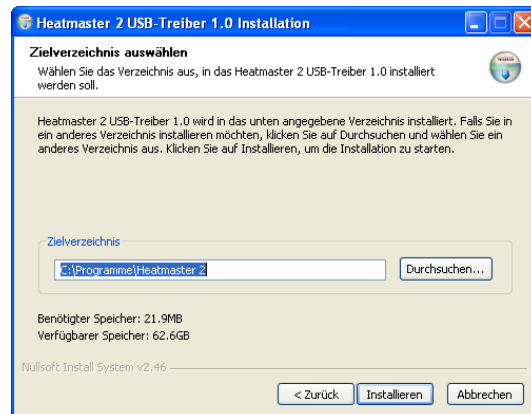 Heatmaster 2 USB-Treiber 1.0 Installation
Zielverzeichnis auswählen
Wählen Sie das Verzeichnis aus, in das Heatmaster 2 USB-Treiber 1.0 installiert
werden soll.
Heatmaster 2 USB-Treiber 1.0 wird in das unten angegebene Verzeichnis installiert. Falls Sie in
ein anderes Verzeichnis installieren möchten, klicken Sie auf Durchsuchen und wählen Sie ein
anderes Verzeichnis aus. Klicken Sie auf Installieren, um die Installation zu starten.
Zielverzeichnis
C:\Programme\Heatmaster 2
Durchsuchen...
Benötigter Speicher: 21.9MB
Verfügbarer Speicher: 62.6GB
Nullsoft Install System v2.46
< Zurück
Installieren
Abbrechen